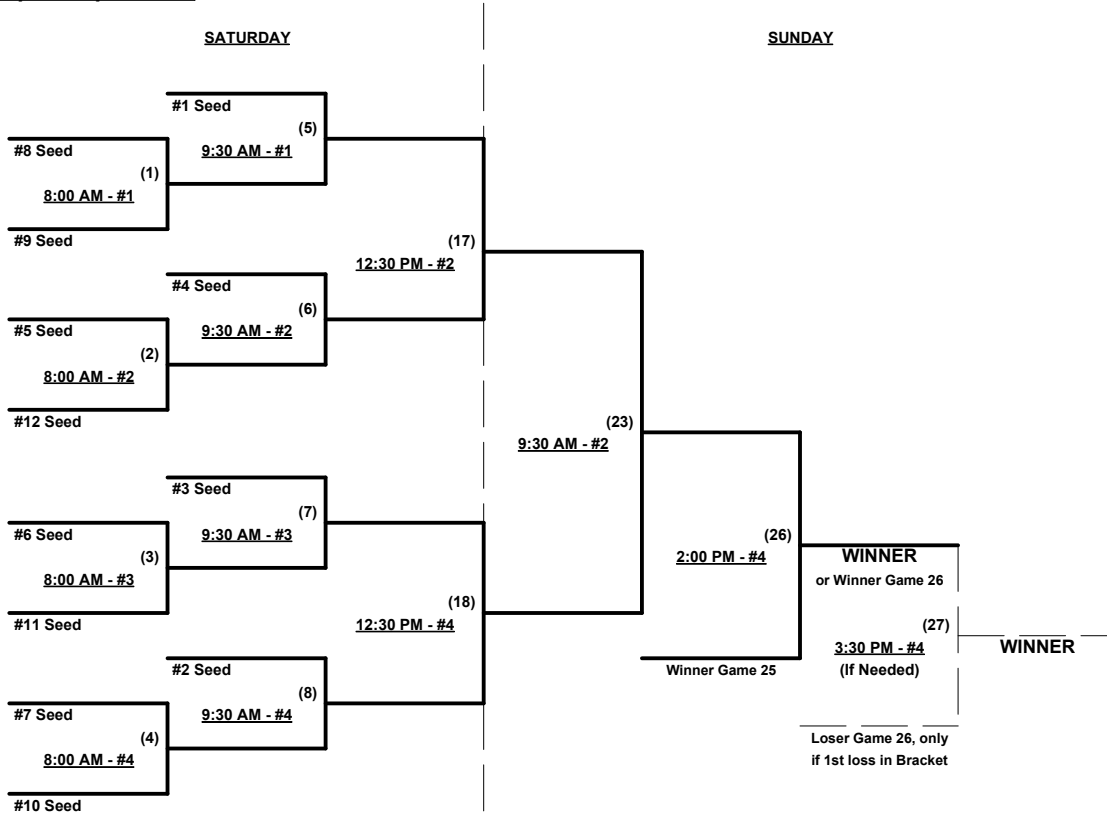 SATURDAY
SUNDAY
#1 Seed
(5)
9:30 AM - #1
#8 Seed
(1)
8:00 AM - #1
#9 Seed
(17)
12:30 PM - #2
#4 Seed
(6)
9:30 AM - #2
#5 Seed
(2)
8:00 AM - #2
#12 Seed
(23)
9:30 AM - #2
#3 Seed
(7)
9:30 AM - #3
#6 Seed
(3)
8:00 AM - #3
#11 Seed
(18)
12:30 PM - #4
#2 Seed
(8)
9:30 AM - #4
#7 Seed
(4)
8:00 AM - #4
#10 Seed
(26)
2:00 PM - #4
Winner Game 25
WINNER
or Winner Game 26
(27)
3:30 PM - #4
(If Needed)
WINNER
Loser Game 26, only
if 1st loss in Bracket